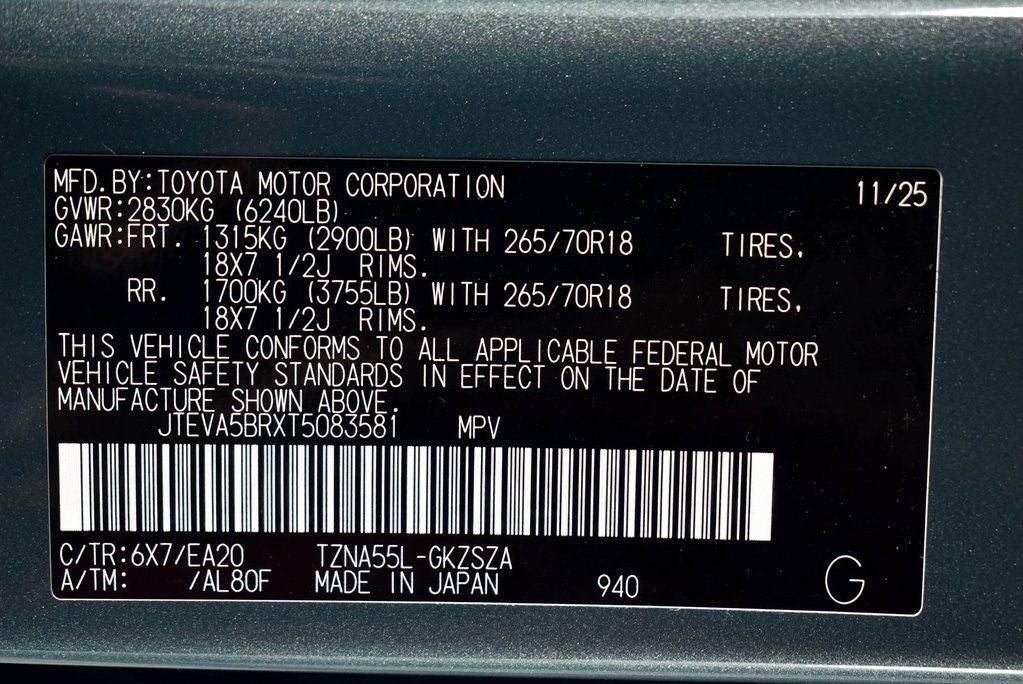 MFD.BY:TOYOTA MOTOR CORPORATION 11/25
GVWR:2830KG (6240LB)
GAWR:FRT. 1315KG (2900LB) WITH 265/70R18 TIRES.
18X7 1/2J RIMS.
RR. 1700KG (3755LB) WITH 265/70R18 TIRES.
18X7 1/2J RIMS.
THIS VEHICLE CONFORMS TO ALL APPLICABLE FEDERAL MOTOR
VEHICLE SAFETY STANDARDS IN EFFECT ON THE DATE OF
MANUFACTURE SHOWN ABOVE.
JTEVA5BRXT5083581 MPV
C/TR:6X7/EA20 TZNA55L-GKZSZA
A/TM: /AL80F MADE IN JAPAN 940 G